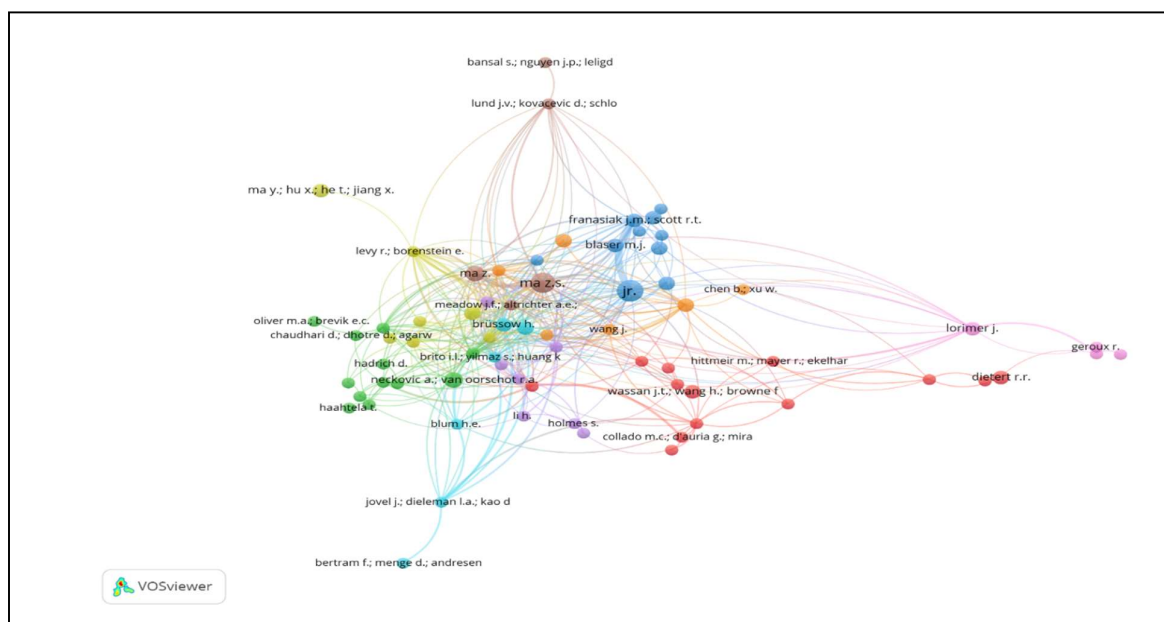 bansal s.; nguyen j.p.; leligd
lund j.v.; kovacevic d.; schlo
ma y.; hu x.; he t.; jiang x.
franasiak j.m.; scott r.t.
blaser m.j.
levy r.; borenstein e.
ma z.
ma z.s.
jr.
chen b.; xu w.
meadow j.f.; altrichter a.e.;
oliver m.a.; brevik e.c.
brussow h.
wang j.
lorimer j.
chaudhari d.; dhotre d.; agarw
geroux r.
brito i.l.; yilmaz s.; huang k
hittmeir m.; mayer r.; ekelhar
hadrich d.
neckovic a.; van oorschot r.a.
dietert r.r.
wassan j.t.; wang h.; browne f
haahtela t.
li h.
blum h.e.
holmes s.
collado m.c.; d'auria g.; mira
jovel j.; dieleman l.a.; kao d
bertram f.; menge d.; andresen
VOSviewer